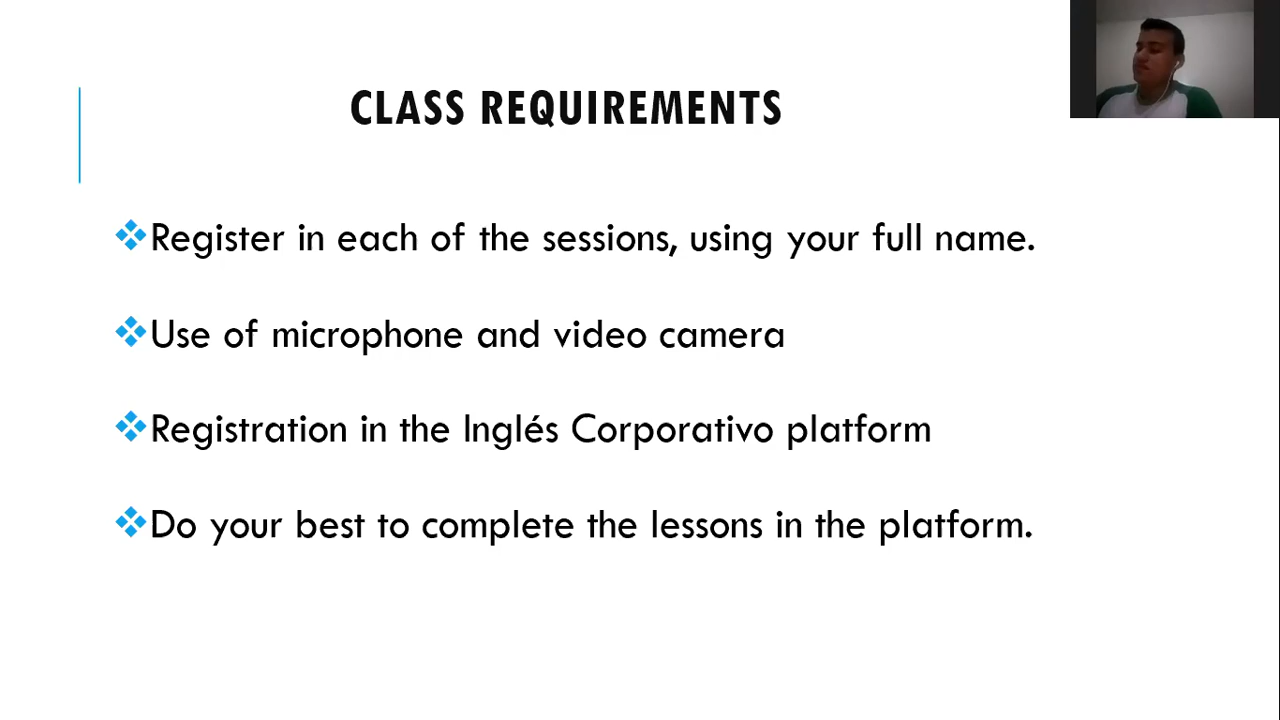 CLASS REQUIREMENTS
Register in each of the sessions, using your full name.
Use of microphone and video camera
Registration in the Inglés Corporativo platform
Do your best to complete the lessons in the platform.